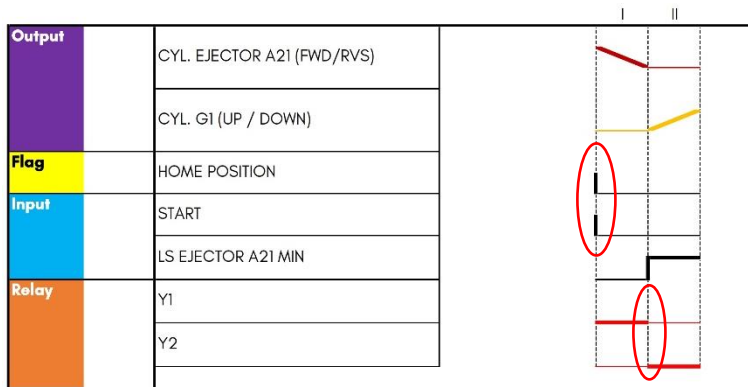 I II
Output
CYL. EJECTOR A21 (FWD/RVS)
CYL. G1 (UP / DOWN)
Flag
HOME POSITION
Input
START
LS EJECTOR A21 MIN
Relay
Y1
Y2